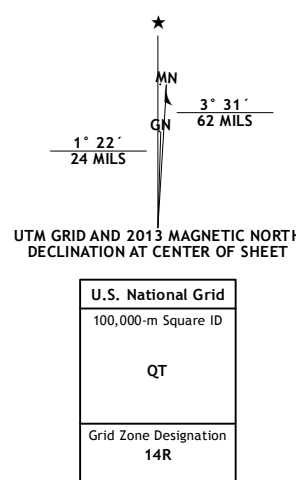 ★
MN
3° 31´
62 MILS
GN
1° 22´
24 MILS
UTM GRID AND 2013 MAGNETIC NORTH
DECLINATION AT CENTER OF SHEET
U.S. National Grid
100,000-m Square ID
QT
Grid Zone Designation
14R